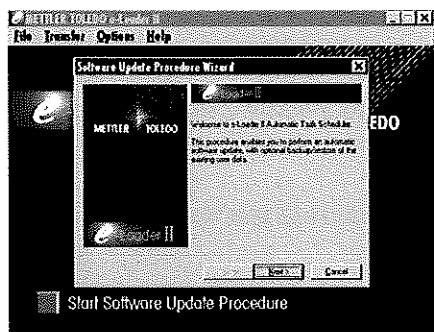 METTLER TOLEDO e-Loader II
File Transfer Options Help
Software Update Procedure Wizard
e Loader II
METTLER TOLEDO
EDO
Welcome to e-Loader II Automatic Task Scheduler.
This procedure enables you to perform an automatic
software update, with optional backup/restore of the
existing user data.
e Loader II
Next > Cancel
Start Software Update Procedure